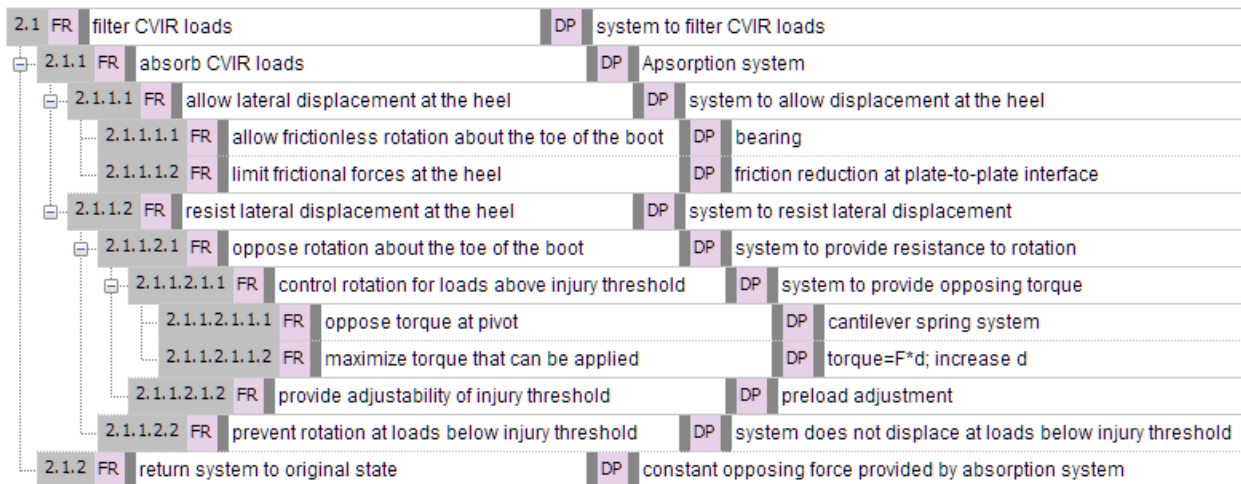 2.1 FR filter CVIR loads DP system to filter CVIR loads
2.1.1 FR absorb CVIR loads DP Apsorption system
2.1.1.1 FR allow lateral displacement at the heel DP system to allow displacement at the heel
2.1.1.1.1 FR allow frictionless rotation about the toe of the boot DP bearing
2.1.1.1.2 FR limit frictional forces at the heel DP friction reduction at plate-to-plate interface
2.1.1.2 FR resist lateral displacement at the heel DP system to resist lateral displacement
2.1.1.2.1 FR oppose rotation about the toe of the boot DP system to provide resistance to rotation
2.1.1.2.1.1 FR control rotation for loads above injury threshold DP system to provide opposing torque
2.1.1.2.1.1.1 FR oppose torque at pivot DP cantilever spring system
2.1.1.2.1.1.2 FR maximize torque that can be applied DP torque=F*d; increase d
2.1.1.2.1.2 FR provide adjustability of injury threshold DP preload adjustment
2.1.1.2.2 FR prevent rotation at loads below injury threshold DP system does not displace at loads below injury threshold
2.1.2 FR return system to original state DP constant opposing force provided by absorption system